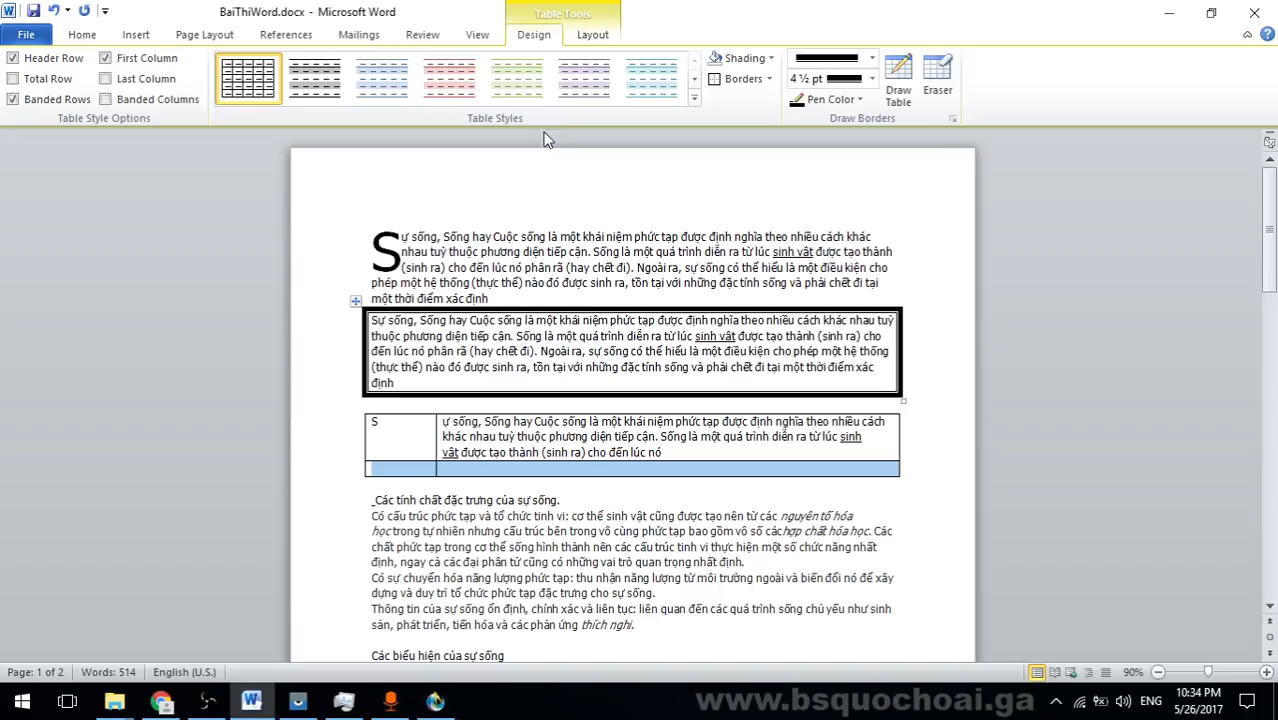 BaiThiWord.docx - Microsoft Word
Table Tools
File Home Insert Page Layout References Mailings Review View Design Layout
Header Row First Column
Total Row Last Column
Banded Rows Banded Columns
Table Style Options
Table Styles
Shading
Borders
4 ½ pt
Pen Color
Draw Table
Eraser
Draw Borders
Sự sống, Sống hay Cuộc sống là một khái niệm phức tạp được định nghĩa theo nhiều cách khác
nhau tuỳ thuộc phương diện tiếp cận. Sống là một quá trình diễn ra từ lúc sinh vật được tạo thành
(sinh ra) cho đến lúc nó phân rã (hay chết đi). Ngoài ra, sự sống có thể hiểu là một điều kiện cho
phép một hệ thống (thực thể) nào đó được sinh ra, tồn tại với những đặc tính sống và phải chết đi tại
một thời điểm xác định
Sự sống, Sống hay Cuộc sống là một khái niệm phức tạp được định nghĩa theo nhiều cách khác nhau tuỳ
thuộc phương diện tiếp cận. Sống là một quá trình diễn ra từ lúc sinh vật được tạo thành (sinh ra) cho
đến lúc nó phân rã (hay chết đi). Ngoài ra, sự sống có thể hiểu là một điều kiện cho phép một hệ thống
(thực thể) nào đó được sinh ra, tồn tại với những đặc tính sống và phải chết đi tại một thời điểm xác
định
S ự sống, Sống hay Cuộc sống là một khái niệm phức tạp được định nghĩa theo nhiều cách
khác nhau tuỳ thuộc phương diện tiếp cận. Sống là một quá trình diễn ra từ lúc sinh
vật được tạo thành (sinh ra) cho đến lúc nó
Các tính chất đặc trưng của sự sống.
Có cấu trúc phức tạp và tổ chức tinh vi: cơ thể sinh vật cũng được tạo nên từ các nguyên tố hóa
học trong tự nhiên nhưng cấu trúc bên trong vô cùng phức tạp bao gồm vô số các hợp chất hóa học. Các
chất phức tạp trong cơ thể sống hình thành nên các cấu trúc tinh vi thực hiện một số chức năng nhất
định, ngay cả các đại phân tử cũng có những vai trò quan trọng nhất định.
Có sự chuyển hóa năng lượng phức tạp: thu nhận năng lượng từ môi trường ngoài và biến đổi nó để xây
dựng và duy trì tổ chức phức tạp đặc trưng cho sự sống.
Thông tin của sự sống ổn định, chính xác và liên tục: liên quan đến các quá trình sống chủ yếu như sinh
sản, phát triển, tiến hóa và các phản ứng thích nghi.
Các biểu hiện của sự sống
Page: 1 of 2 Words: 514 English (U.S.) 90%
www.bsquochoai.ga
ENG
10:34 PM
5/26/2017